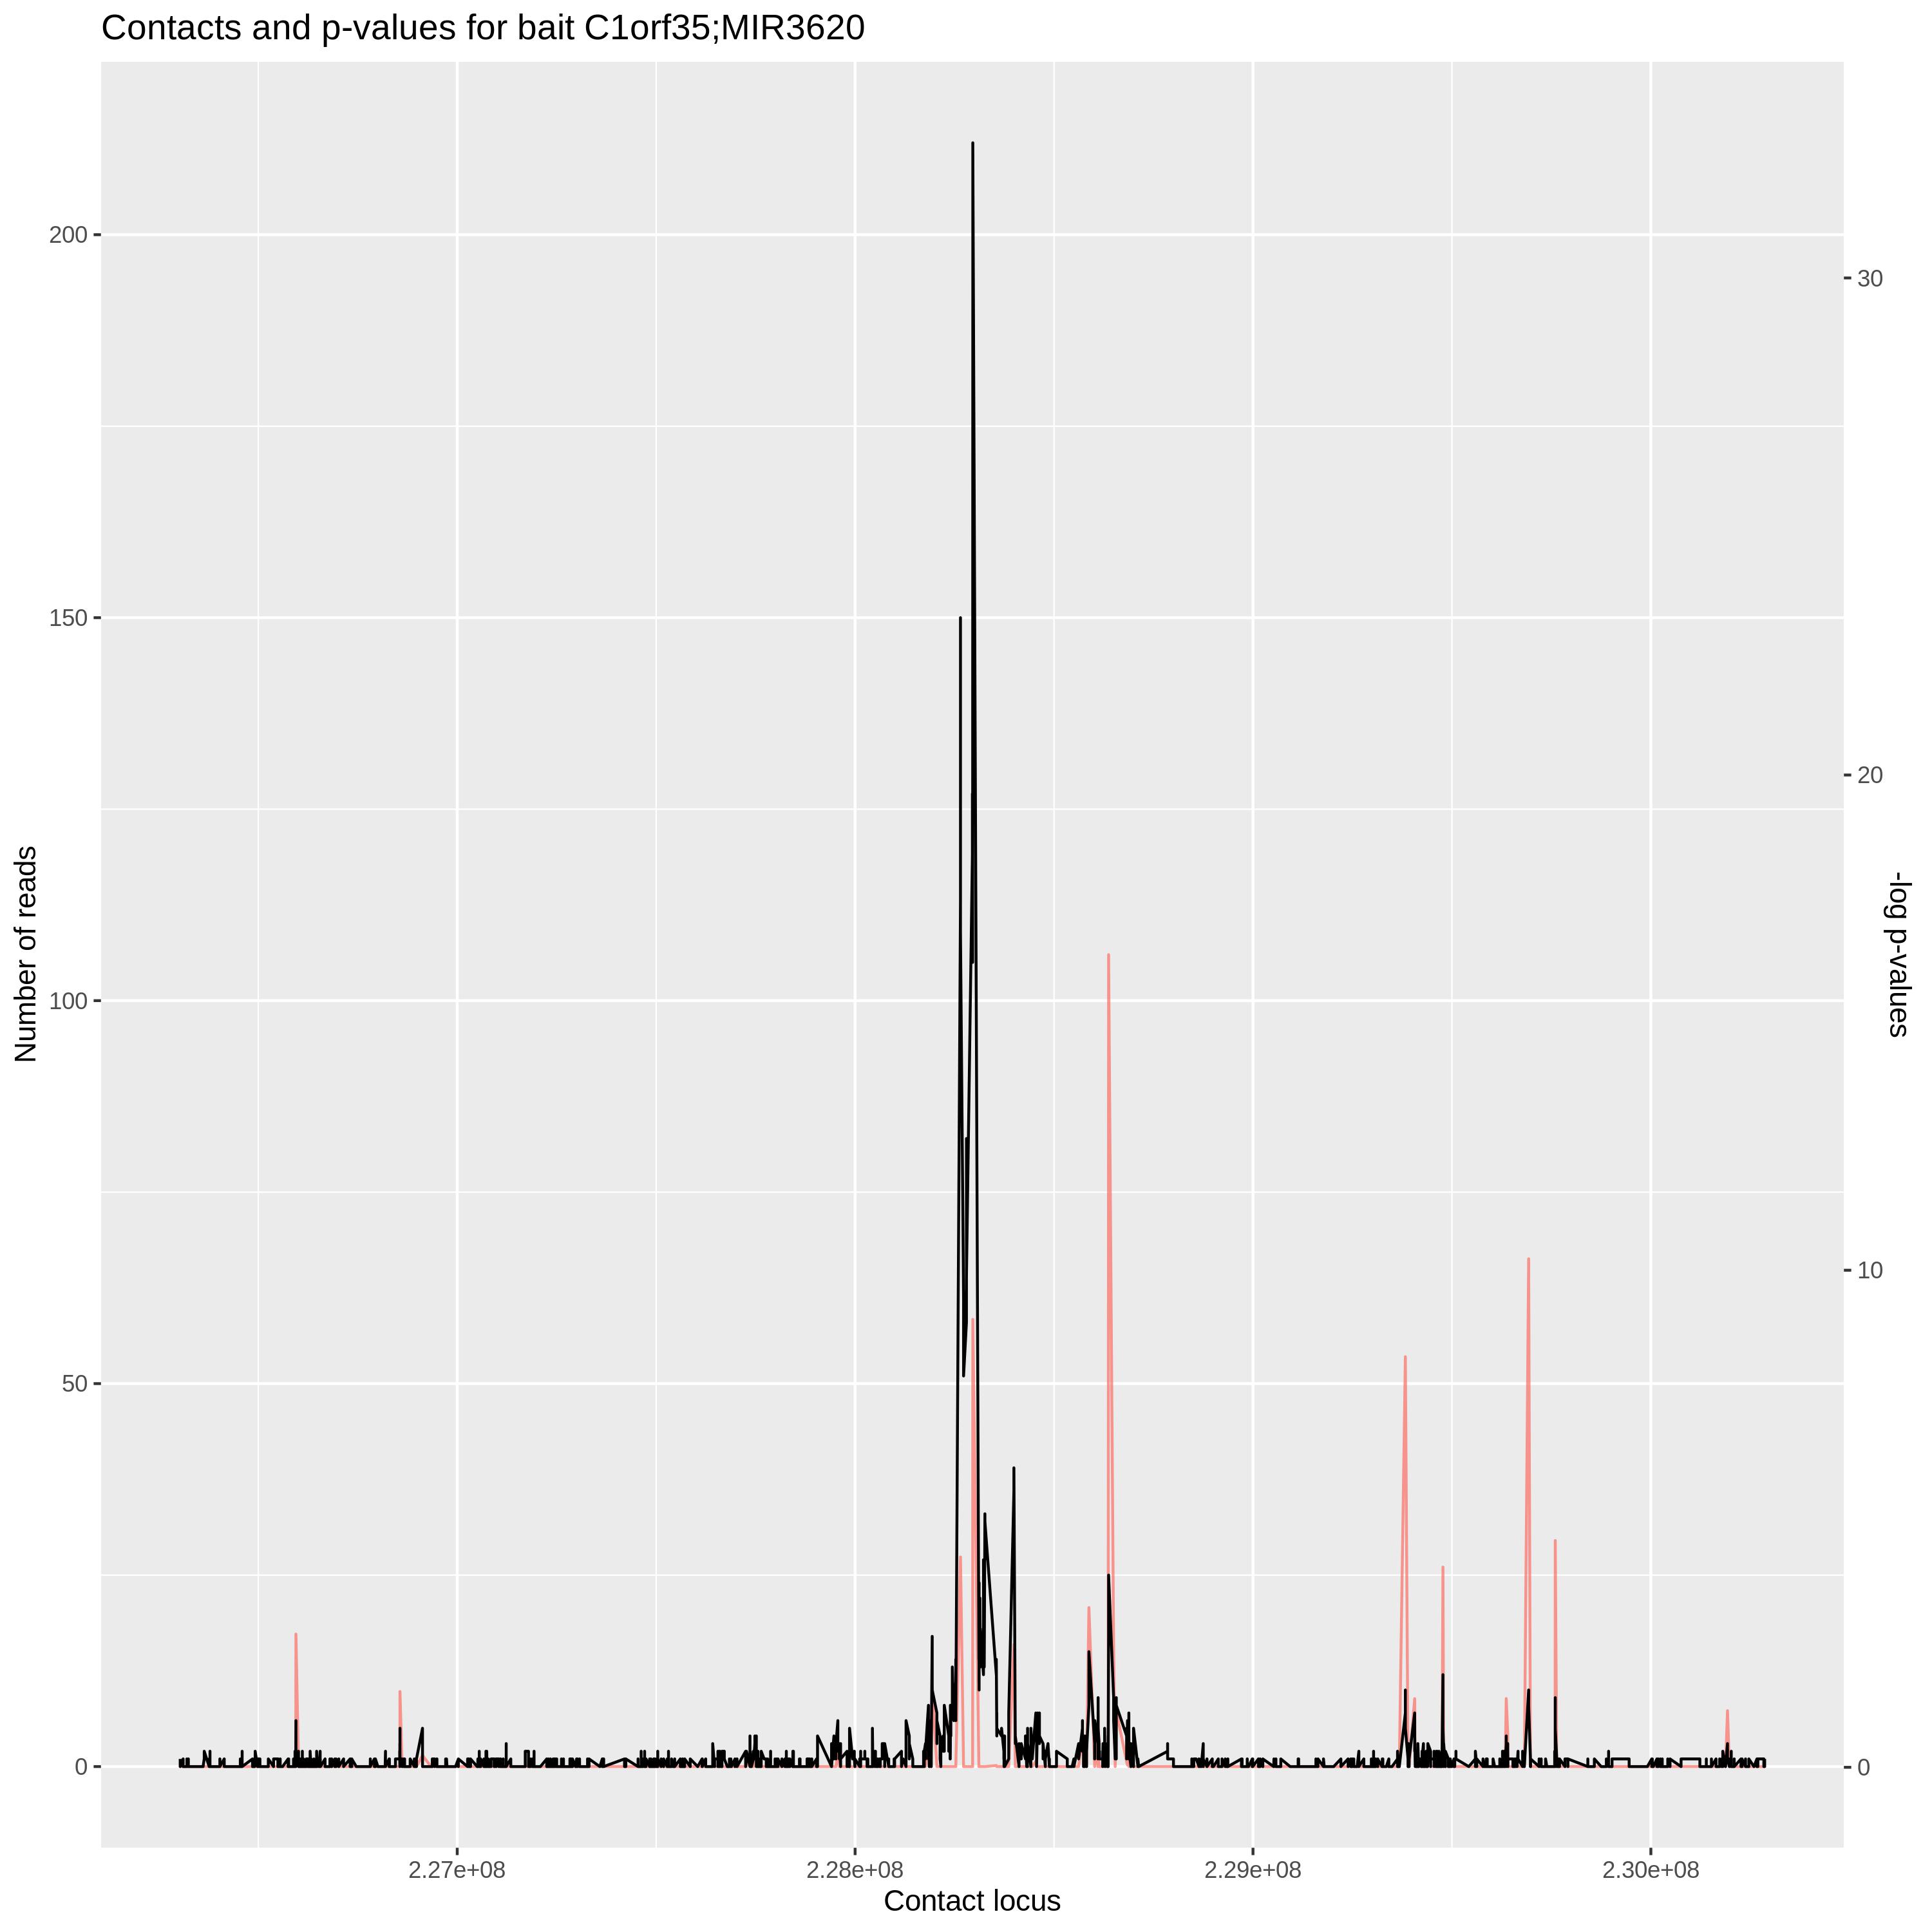 Contacts and p-values for bait C1orf35;MIR3620
200
150
100
50
0
30
20
10
0
Number of reads
-log p-values
2.27e+08
2.28e+08
2.29e+08
2.30e+08
Contact locus